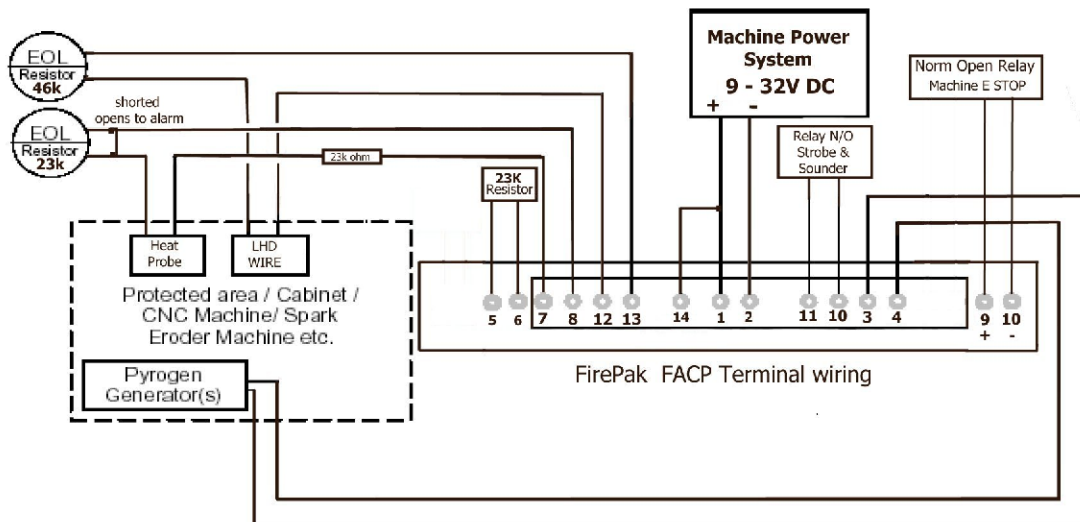 EOL
Resistor
46k
shorted
opens to alarm
EOL
Resistor
23k
23k ohm
23K
Resistor
Machine Power
System
9 - 32V DC
+ -
Relay N/O
Strobe &
Sounder
Norm Open Relay
Machine E STOP
Heat
Probe
LHD
WIRE
Protected area / Cabinet /
CNC Machine/ Spark
Eroder Machine etc.
Pyrogen
Generator(s)
5 6 7 8 12 13 14 1 2 11 10 3 4 9 10
+ -
FirePak FACP Terminal wiring